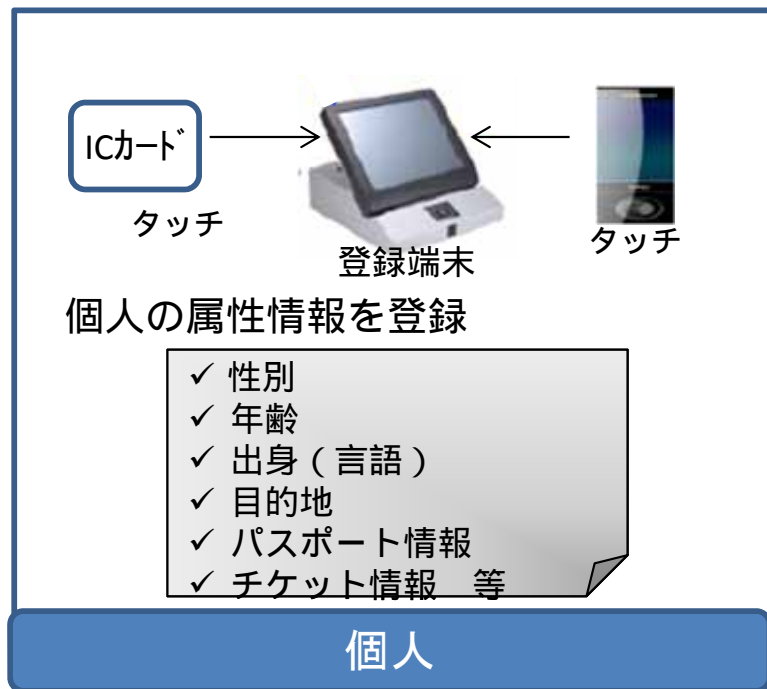 ICカード
タッチ
タッチ
登録端末
個人の属性情報を登録
✓ 性別
✓ 年齢
✓ 出身（言語）
✓ 目的地
✓ パスポート情報
✓ チケット情報　等
個人